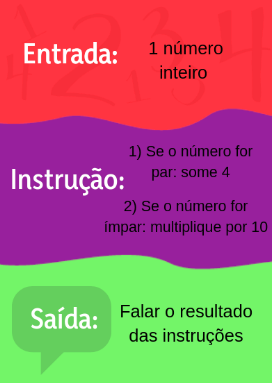 Entrada:
1 número
inteiro
Instrução:
1) Se o número for
par: some 4
2) Se o número for
ímpar: multiplique por 10
Saída:
Falar o resultado
das instruções